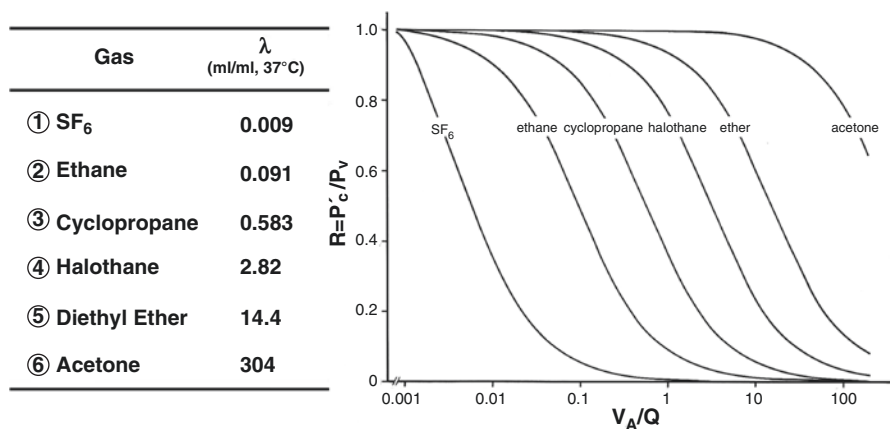 Gas λ
(ml/ml, 37°C)
① SF₆ 0.009
② Ethane 0.091
③ Cyclopropane 0.583
④ Halothane 2.82
⑤ Diethyl Ether 14.4
⑥ Acetone 304
R=P´c/Pv
1.0
0.8
0.6
0.4
0.2
0
SF₆ ethane cyclopropane halothane ether acetone
0.001 0.01 0.1 1 10 100
VA/Q